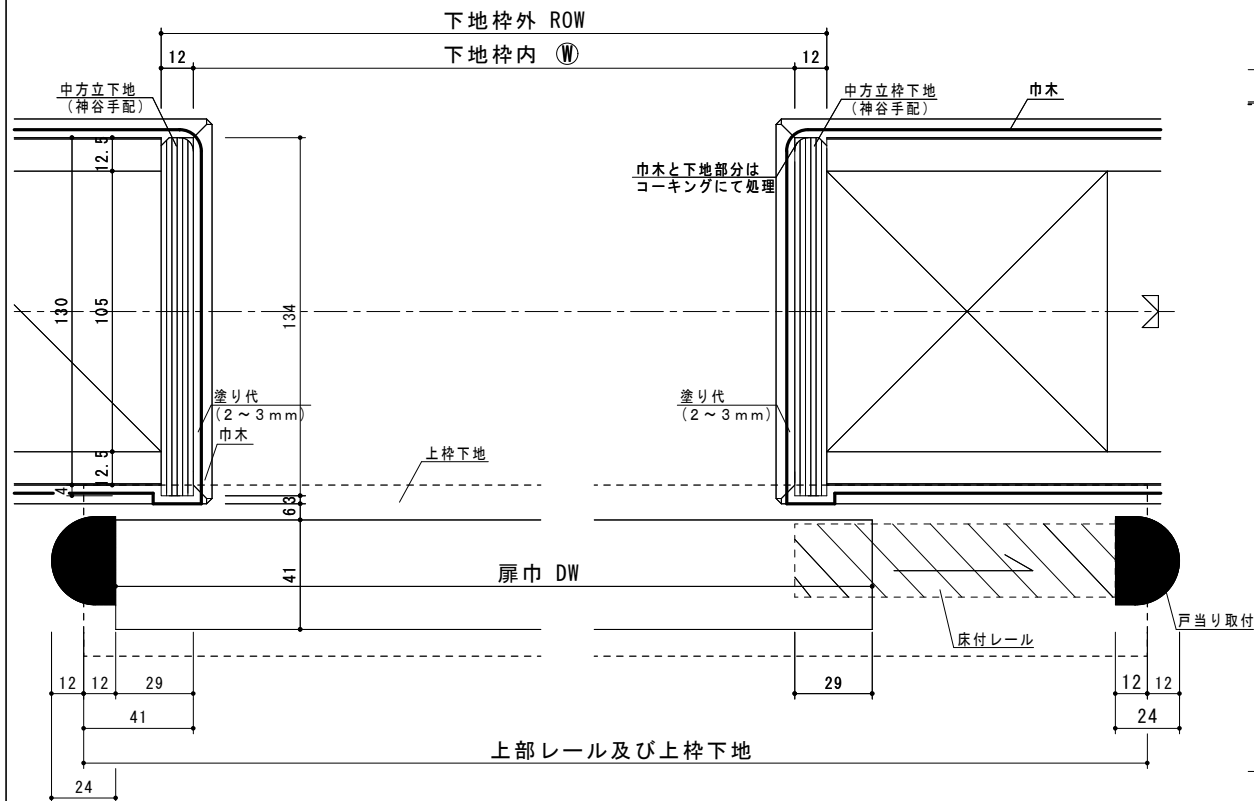 下地枠外 ROW
12
下地枠内 Ⓦ
12
中方立下地
(神谷手配)
中方立枠下地
(神谷手配)
巾木
12.5
巾木と下地部分は
コーキングにて処理
130
105
134
塗り代
(2~3mm)
巾木
塗り代
(2~3mm)
上枠下地
12.5
4
3
6
41
扉巾 DW
戸当り取付
床付レール
12
12
29
29
12
12
41
24
上部レール及び上枠下地
24